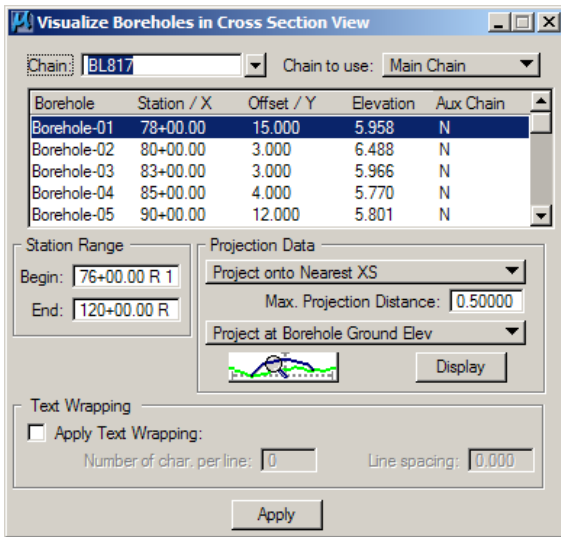 Visualize Boreholes in Cross Section View
Chain: BL817 Chain to use: Main Chain
Borehole Station / X Offset / Y Elevation Aux Chain
Borehole-01 78+00.00 15.000 5.958 N
Borehole-02 80+00.00 3.000 6.488 N
Borehole-03 83+00.00 3.000 5.966 N
Borehole-04 85+00.00 4.000 5.770 N
Borehole-05 90+00.00 12.000 5.801 N
Station Range
Begin: 76+00.00 R 1
End: 120+00.00 R
Projection Data
Project onto Nearest XS
Max. Projection Distance: 0.50000
Project at Borehole Ground Elev
Display
Text Wrapping
Apply Text Wrapping:
Number of char. per line: 0 Line spacing: 0.000
Apply